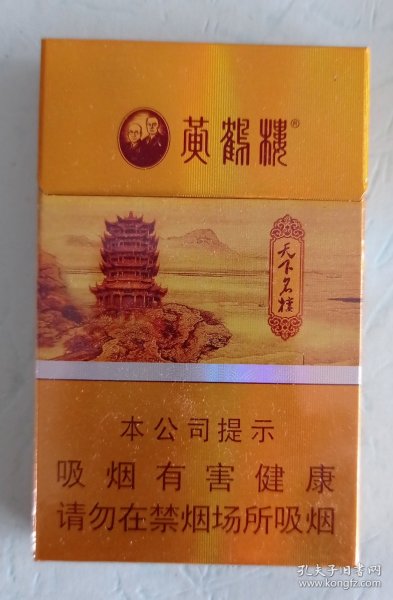 黄鹤楼®
天下名楼
本公司提示
吸烟有害健康
请勿在禁烟场所吸烟
孔夫子旧书网
www.kongfz.com